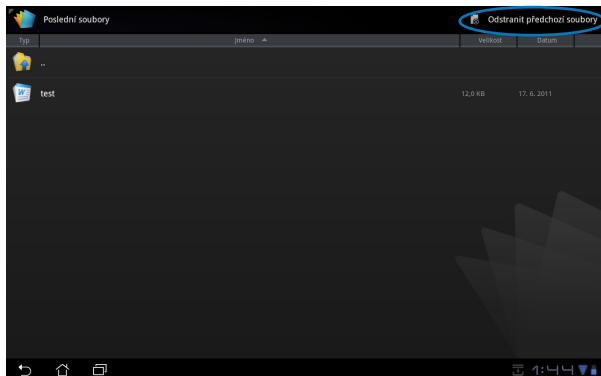 Poslední soubory
Odstranit předchozí soubory
Typ Jméno Velikost Datum
..
test 12,0 KB 17. 6. 2011
1:44